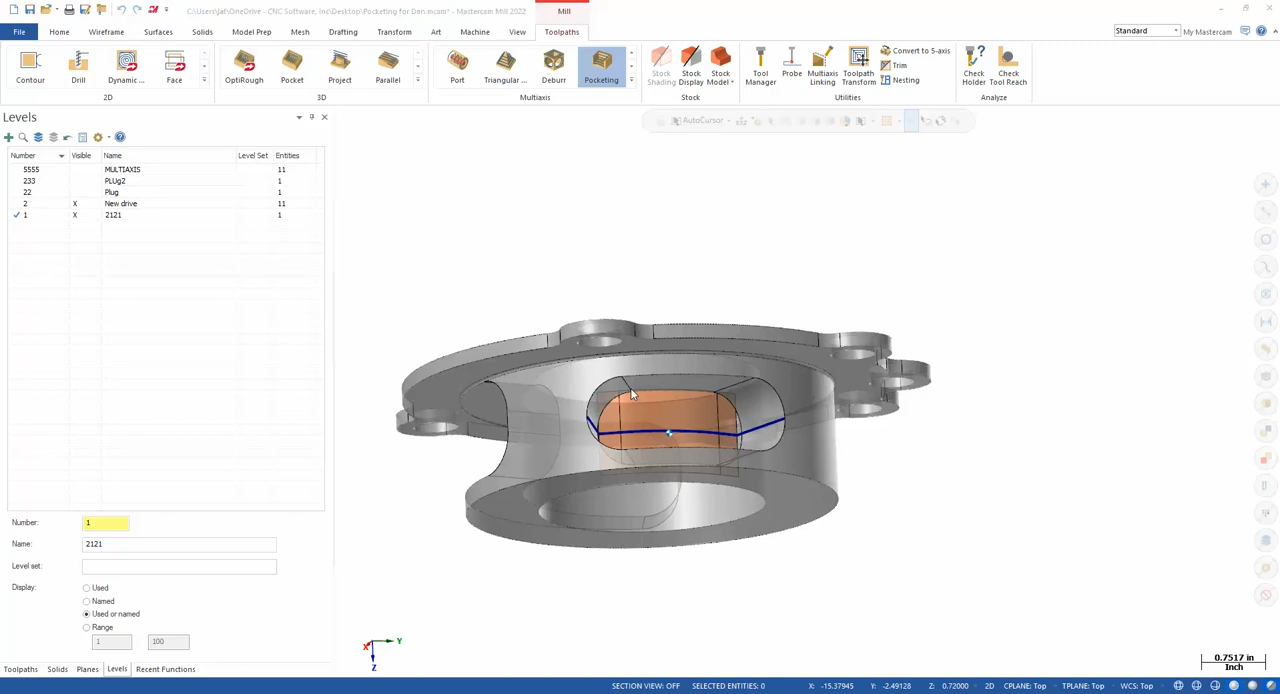 C:\Users\jaf\OneDrive - CNC Software, Inc\Desktop\Pocketing for Dan.mcam* - Mastercam Mill 2022
Mill
File Home Wireframe Surfaces Solids Model Prep Mesh Drafting Transform Art Machine View Toolpaths
Standard
My Mastercam
Contour Drill Dynamic ... Face
2D
OptiRough Pocket Project Parallel
3D
Port Triangular ... Deburr Pocketing
Multiaxis
Stock Shading Stock Display Stock Model
Stock
Tool Manager Probe Multiaxis Linking Toolpath Transform
Convert to 5-axis
Trim
Nesting
Utilities
Check Holder Check Tool Reach
Analyze
Levels
AutoCursor
Number Visible Name Level Set Entities
5555 MULTIAXIS 11
233 PLUg2 1
22 Plug 1
2 X New drive 11
1 X 2121 1
Number: 1
Name: 2121
Level set:
Display: Used
Named
Used or named
Range
1 100
X Y Z
0.7517 in
Inch
Toolpaths Solids Planes Levels Recent Functions
SECTION VIEW: OFF SELECTED ENTITIES: 0 X: -15.37945 Y: -2.49128 Z: 0.72000 2D CPLANE: Top TPLANE: Top WCS: Top